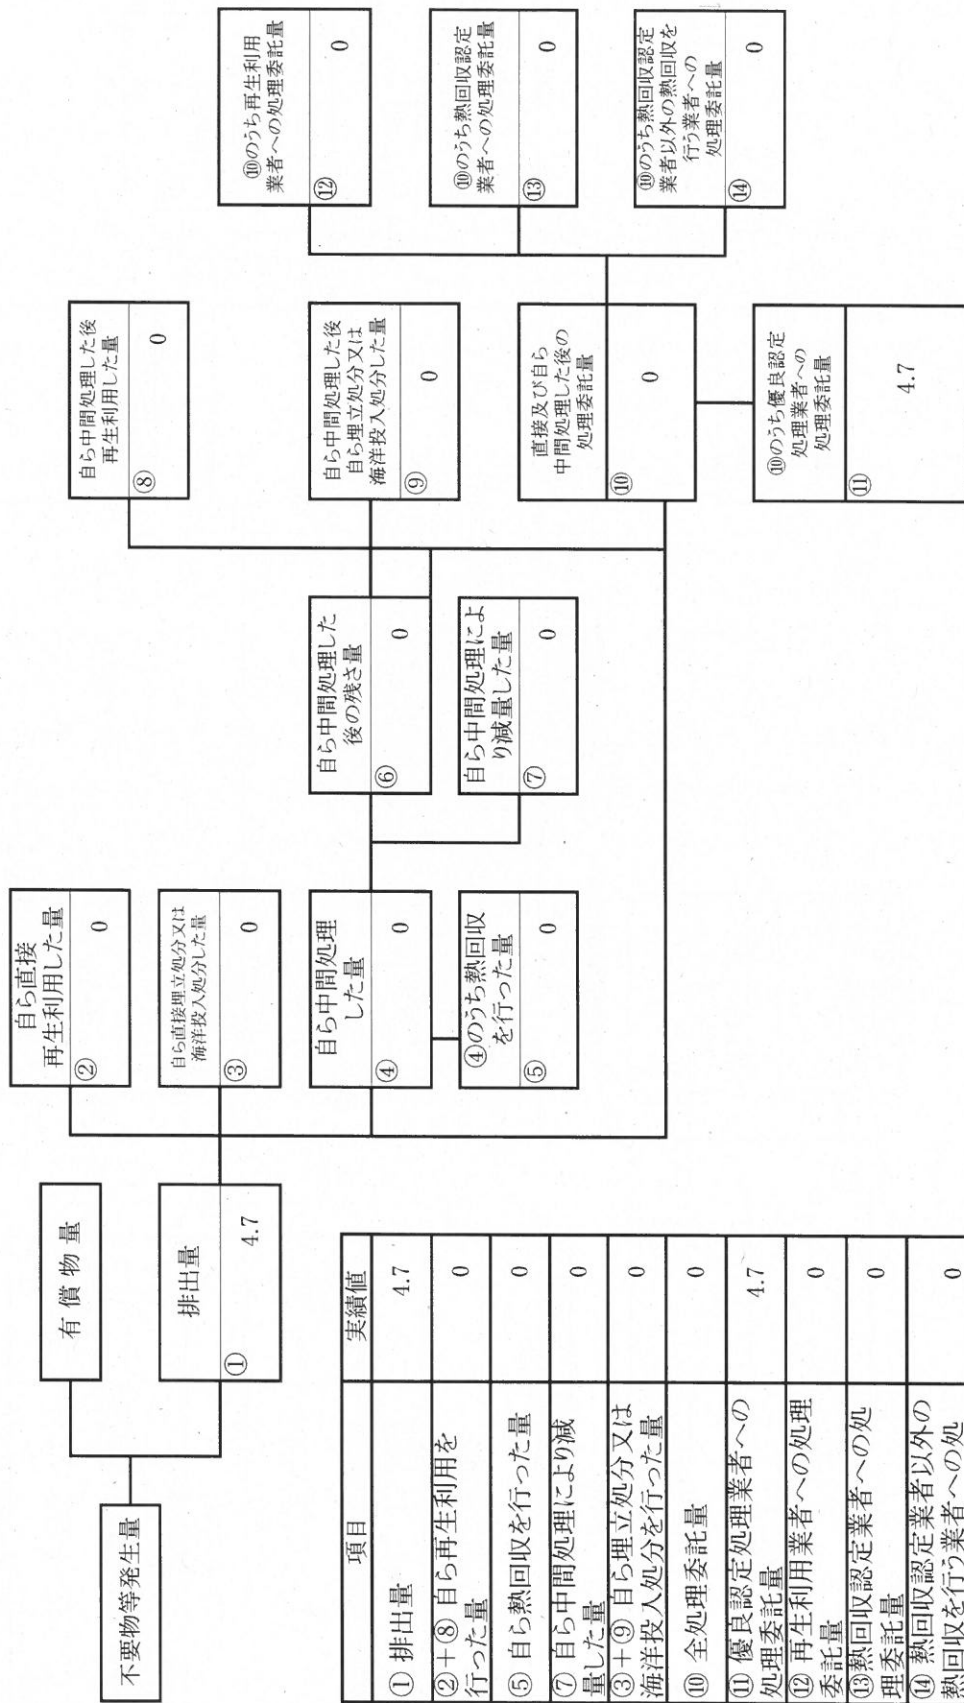 不要物等発生量
有償物量
排出量
①
4.7
自ら直接
再生利用した量
②
0
自ら直接埋立処分又は
海洋投入処分した量
③
0
自ら中間処理
した量
④
0
④のうち熱回収
を行った量
⑤
0
自ら中間処理した
後の残さ量
⑥
0
自ら中間処理によ
り減量した量
⑦
0
自ら中間処理した後
再生利用した量
⑧
0
自ら中間処理した後
自ら埋立処分又は
海洋投入処分した量
⑨
0
直接及び自ら
中間処理した後の
処理委託量
⑩
0
⑩のうち優良認定
処理業者への
処理委託量
⑪
4.7
⑩のうち再生利用
業者への処理委託量
⑫
0
⑩のうち熱回収認定
業者への処理委託量
⑬
0
⑩のうち熱回収認定
業者以外の熱回収を
行う業者への
処理委託量
⑭
0
項目 実績値
① 排出量 4.7
②+⑧ 自ら再生利用を
行った量 0
⑤ 自ら熱回収を行った量 0
⑦ 自ら中間処理により減
量した量 0
③+⑨ 自ら埋立処分又は
海洋投入処分を行った量 0
⑩ 全処理委託量 0
⑪ 優良認定処理業者への
処理委託量 4.7
⑫ 再生利用業者への処理
委託量 0
⑬熱回収認定業者への処
理委託量 0
⑭ 熱回収認定業者以外の
熱回収を行う業者への処 0